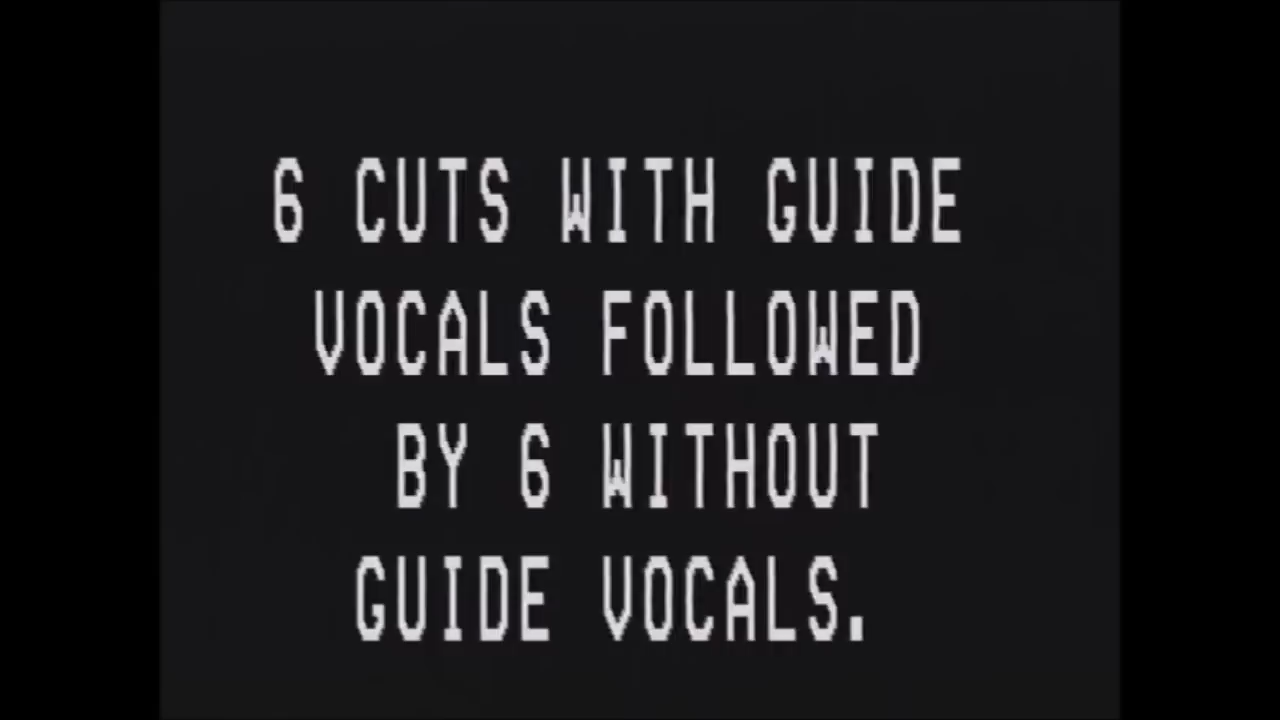 6 CUTS WITH GUIDE
VOCALS FOLLOWED
BY 6 WITHOUT
GUIDE VOCALS.